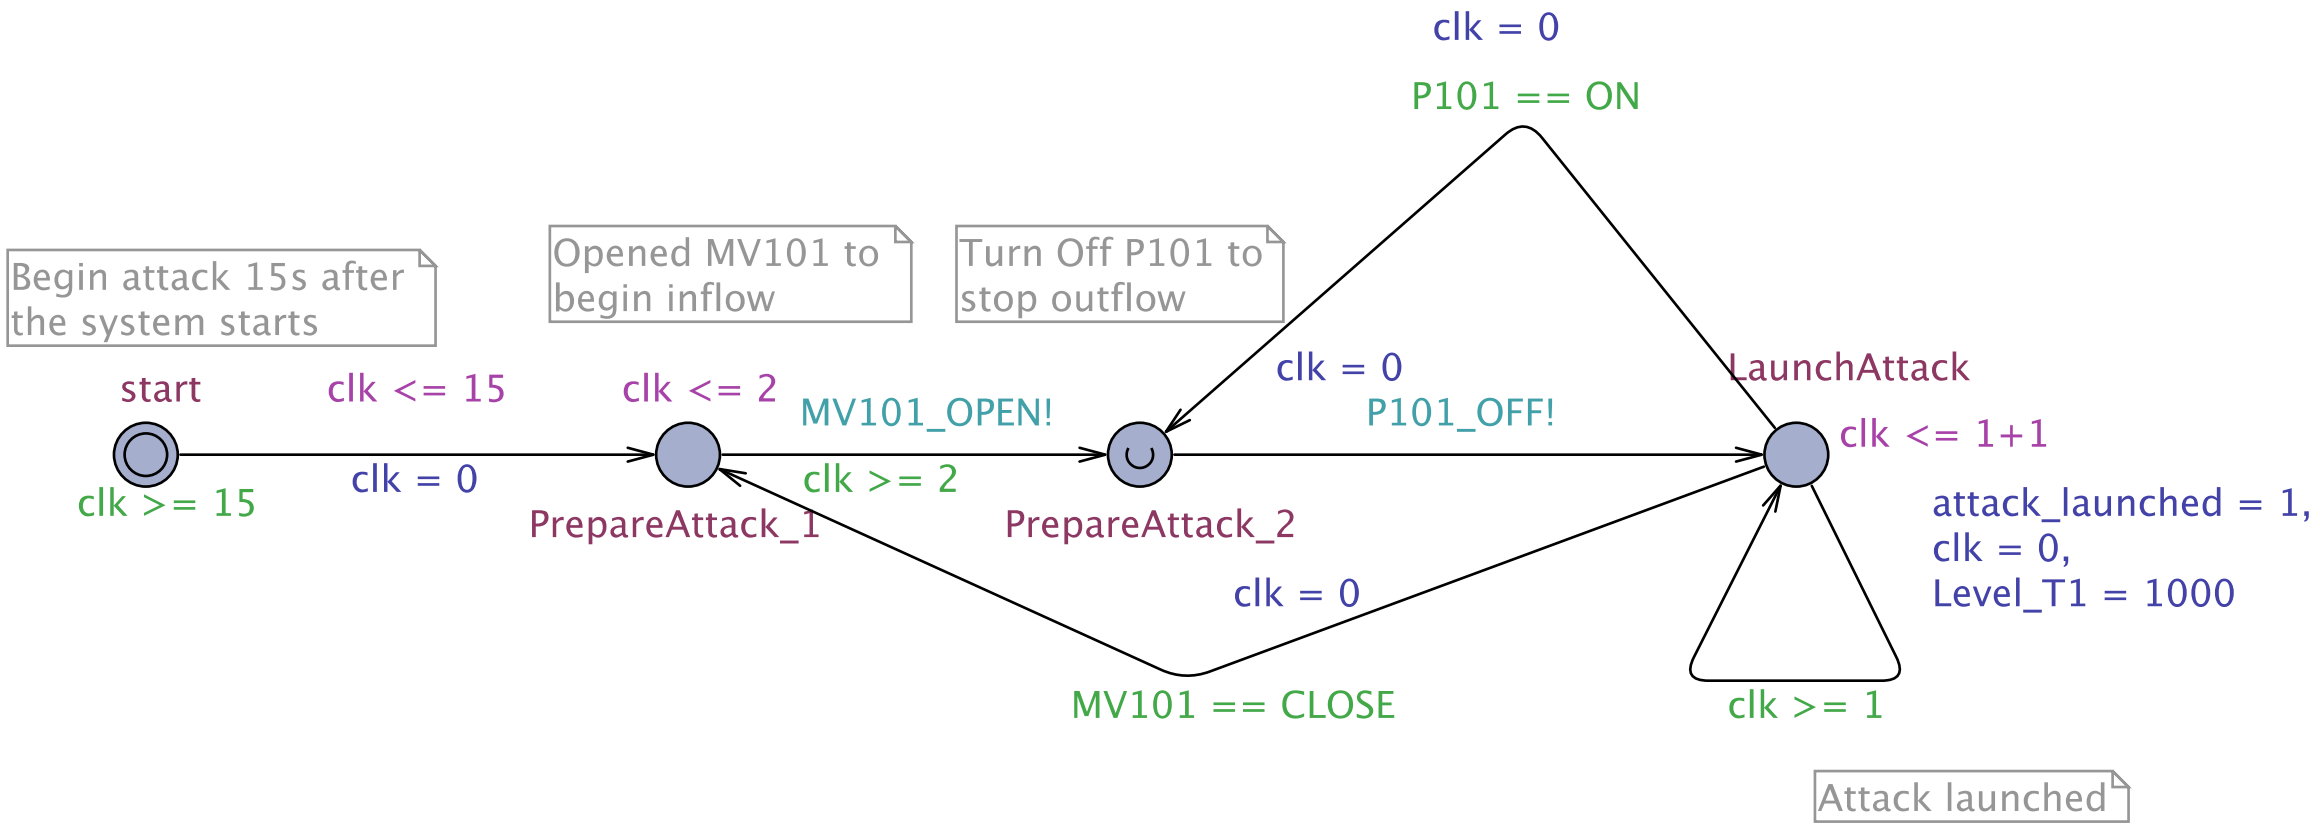 clk = 0
P101 == ON
Begin attack 15s after
the system starts
Opened MV101 to
begin inflow
Turn Off P101 to
stop outflow
start
clk <= 15
clk <= 2
MV101_OPEN!
clk = 0
P101_OFF!
LaunchAttack
clk <= 1+1
clk >= 15
clk = 0
PrepareAttack_1
clk >= 2
PrepareAttack_2
attack_launched = 1,
clk = 0,
Level_T1 = 1000
clk = 0
MV101 == CLOSE
clk >= 1
Attack launched